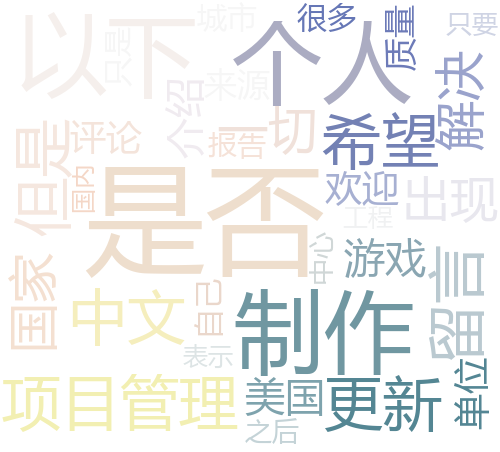 以下
城市
很多
质量
只要
只是
个人
来源
介绍
解决
评论
一切
报告
希望
但是
国内
是否
欢迎
出现
工程
国家
自己
中心
游戏
留言
中文
制作
表示
项目管理
美国
更新
单位
之后